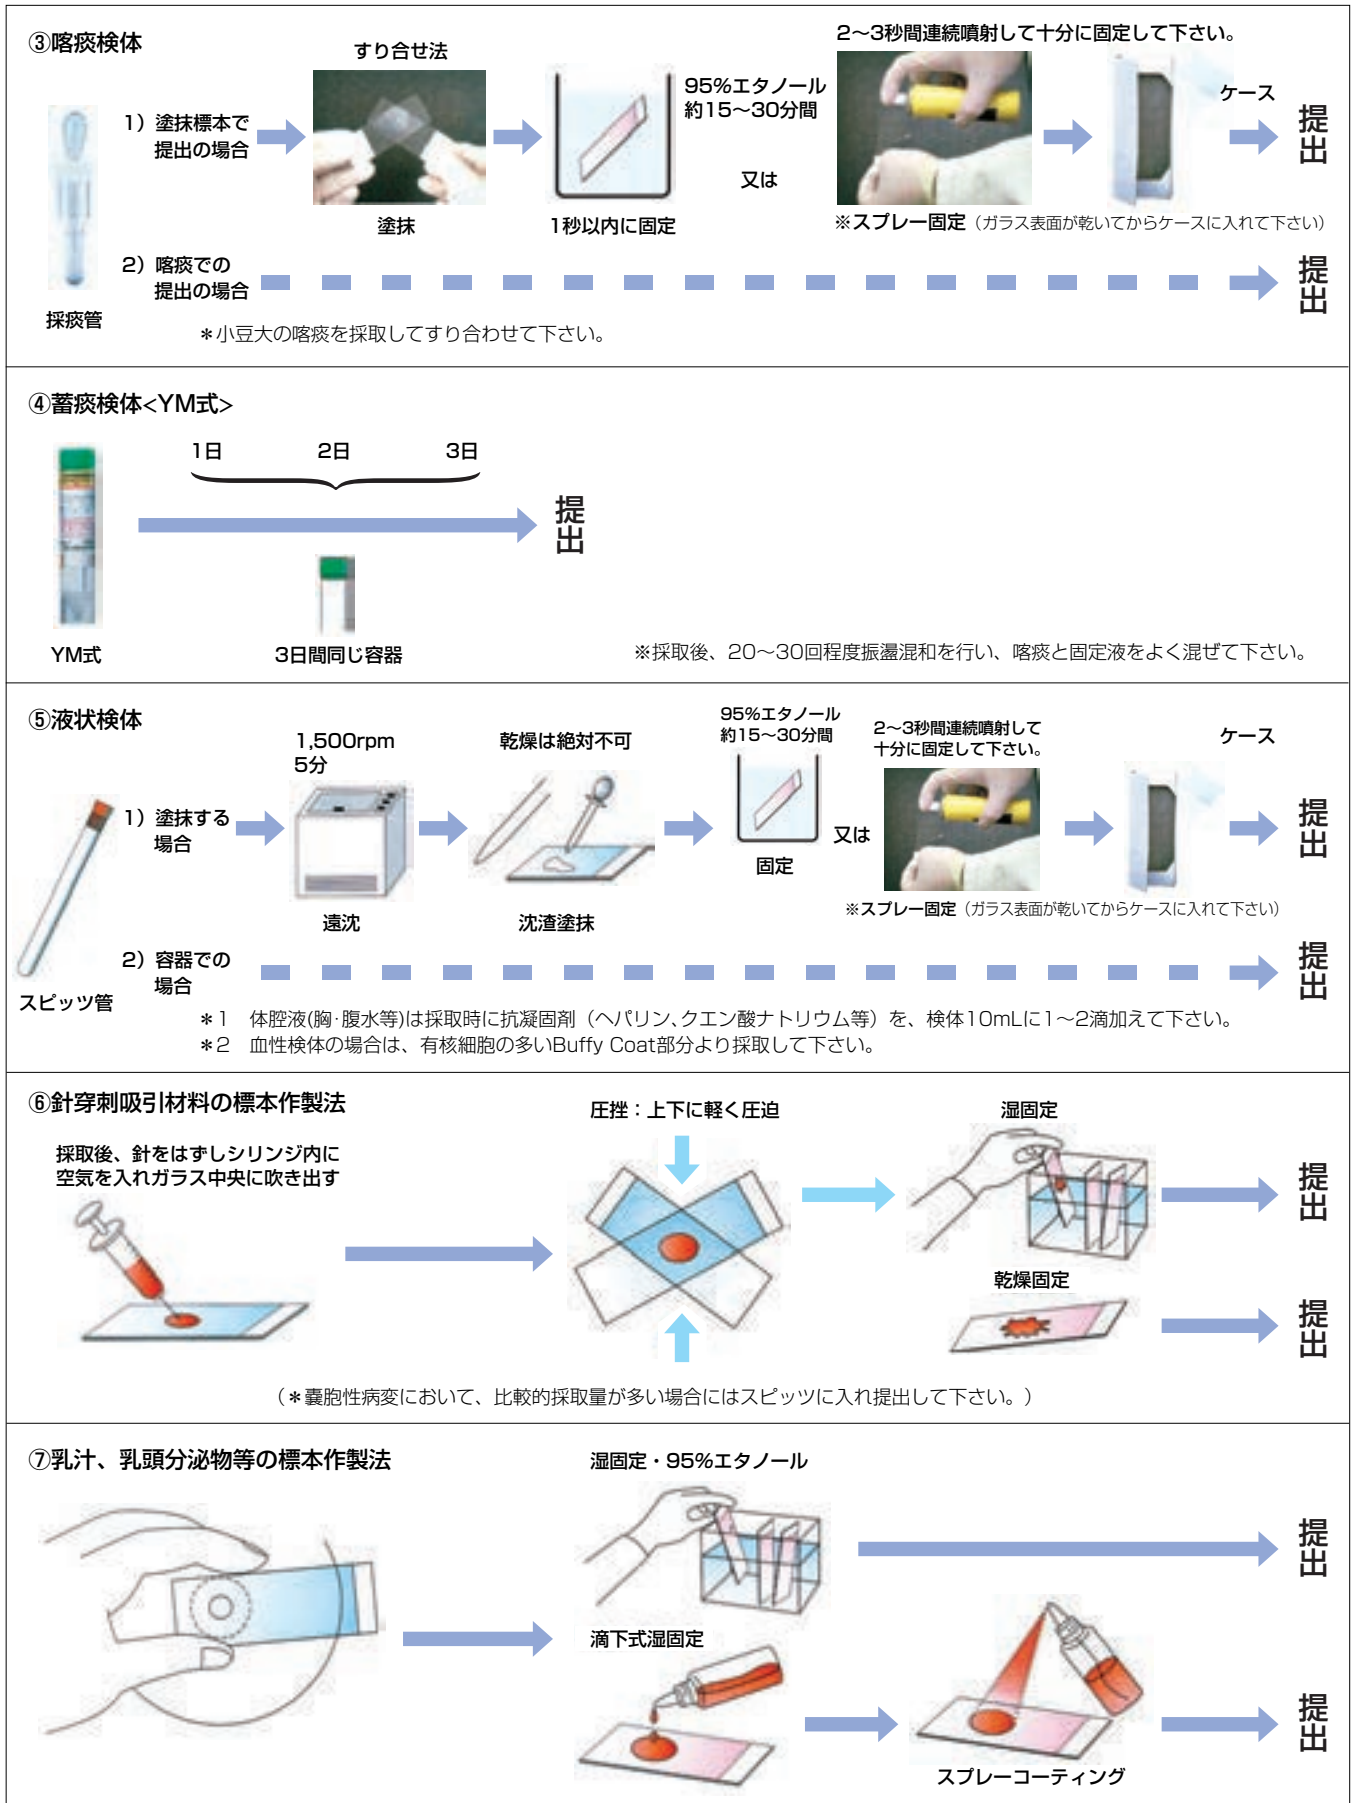 ③喀痰検体
すり合せ法
2〜3秒間連続噴射して十分に固定して下さい。
1）塗抹標本で
提出の場合
95%エタノール
約15〜30分間
ケース
提出
又は
塗抹
1秒以内に固定
※スプレー固定（ガラス表面が乾いてからケースに入れて下さい）
2）喀痰での
提出の場合
提出
採痰管
＊小豆大の喀痰を採取してすり合わせて下さい。
④蓄痰検体<YM式>
1日 2日 3日
提出
YM式
3日間同じ容器
※採取後、20〜30回程度振盪混和を行い、喀痰と固定液をよく混ぜて下さい。
⑤液状検体
1,500rpm
5分
乾燥は絶対不可
95%エタノール
約15〜30分間
2〜3秒間連続噴射して
十分に固定して下さい。
ケース
1）塗抹する
場合
提出
又は
固定
遠沈
沈渣塗抹
※スプレー固定（ガラス表面が乾いてからケースに入れて下さい）
2）容器での
場合
提出
スピッツ管
＊1　体腔液(胸･腹水等)は採取時に抗凝固剤（ヘパリン、クエン酸ナトリウム等）を、検体10mLに1〜2滴加えて下さい。
＊2　血性検体の場合は、有核細胞の多いBuffy Coat部分より採取して下さい。
⑥針穿刺吸引材料の標本作製法
圧挫：上下に軽く圧迫
湿固定
採取後、針をはずしシリンジ内に
空気を入れガラス中央に吹き出す
提出
乾燥固定
提出
（＊嚢胞性病変において、比較的採取量が多い場合にはスピッツに入れ提出して下さい。）
⑦乳汁、乳頭分泌物等の標本作製法
湿固定・95%エタノール
提出
滴下式湿固定
提出
スプレーコーティング